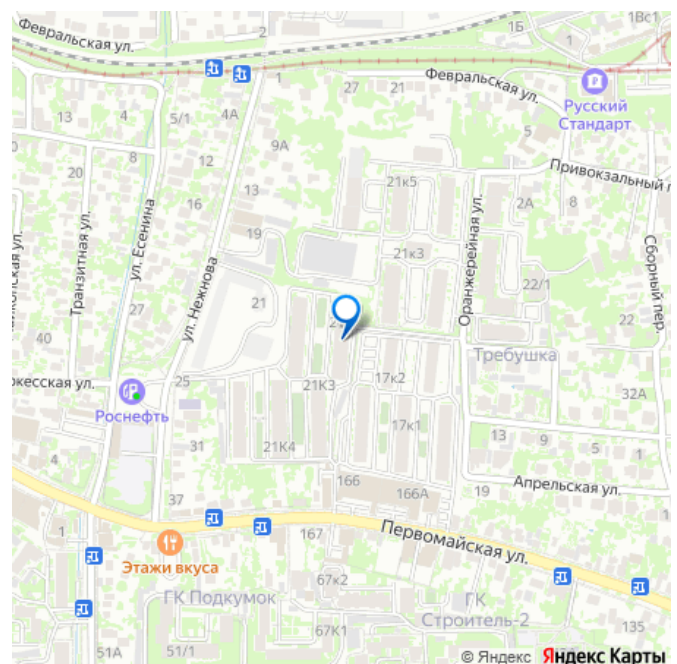 Февральская ул.
2
1Б
1Вс1
13
4
5/1
4А
1
27
21
Февральская ул.
Русский
Стандарт
5
9А
20
12
13
16
21к5
Привокзальный п
2А
8
Транзитная ул.
ул. Есенина
ул. Нежнова
19
21к3
Оранжерейная ул.
Сборный пер.
27
21
22/1
22
40
Требушка
ркесская ул.
25
Роснефть
21К3
17к2
32А
31
21К4
17к1
13
9
5
1
4
37
166
166А
19
Апрельская ул.
1
167
Первомайская ул.
Этажи вкуса
67к2
ГК Подкумок
ГК
Строитель-2
51А
51/1
67К1
135
© Яндекс Яндекс Карты